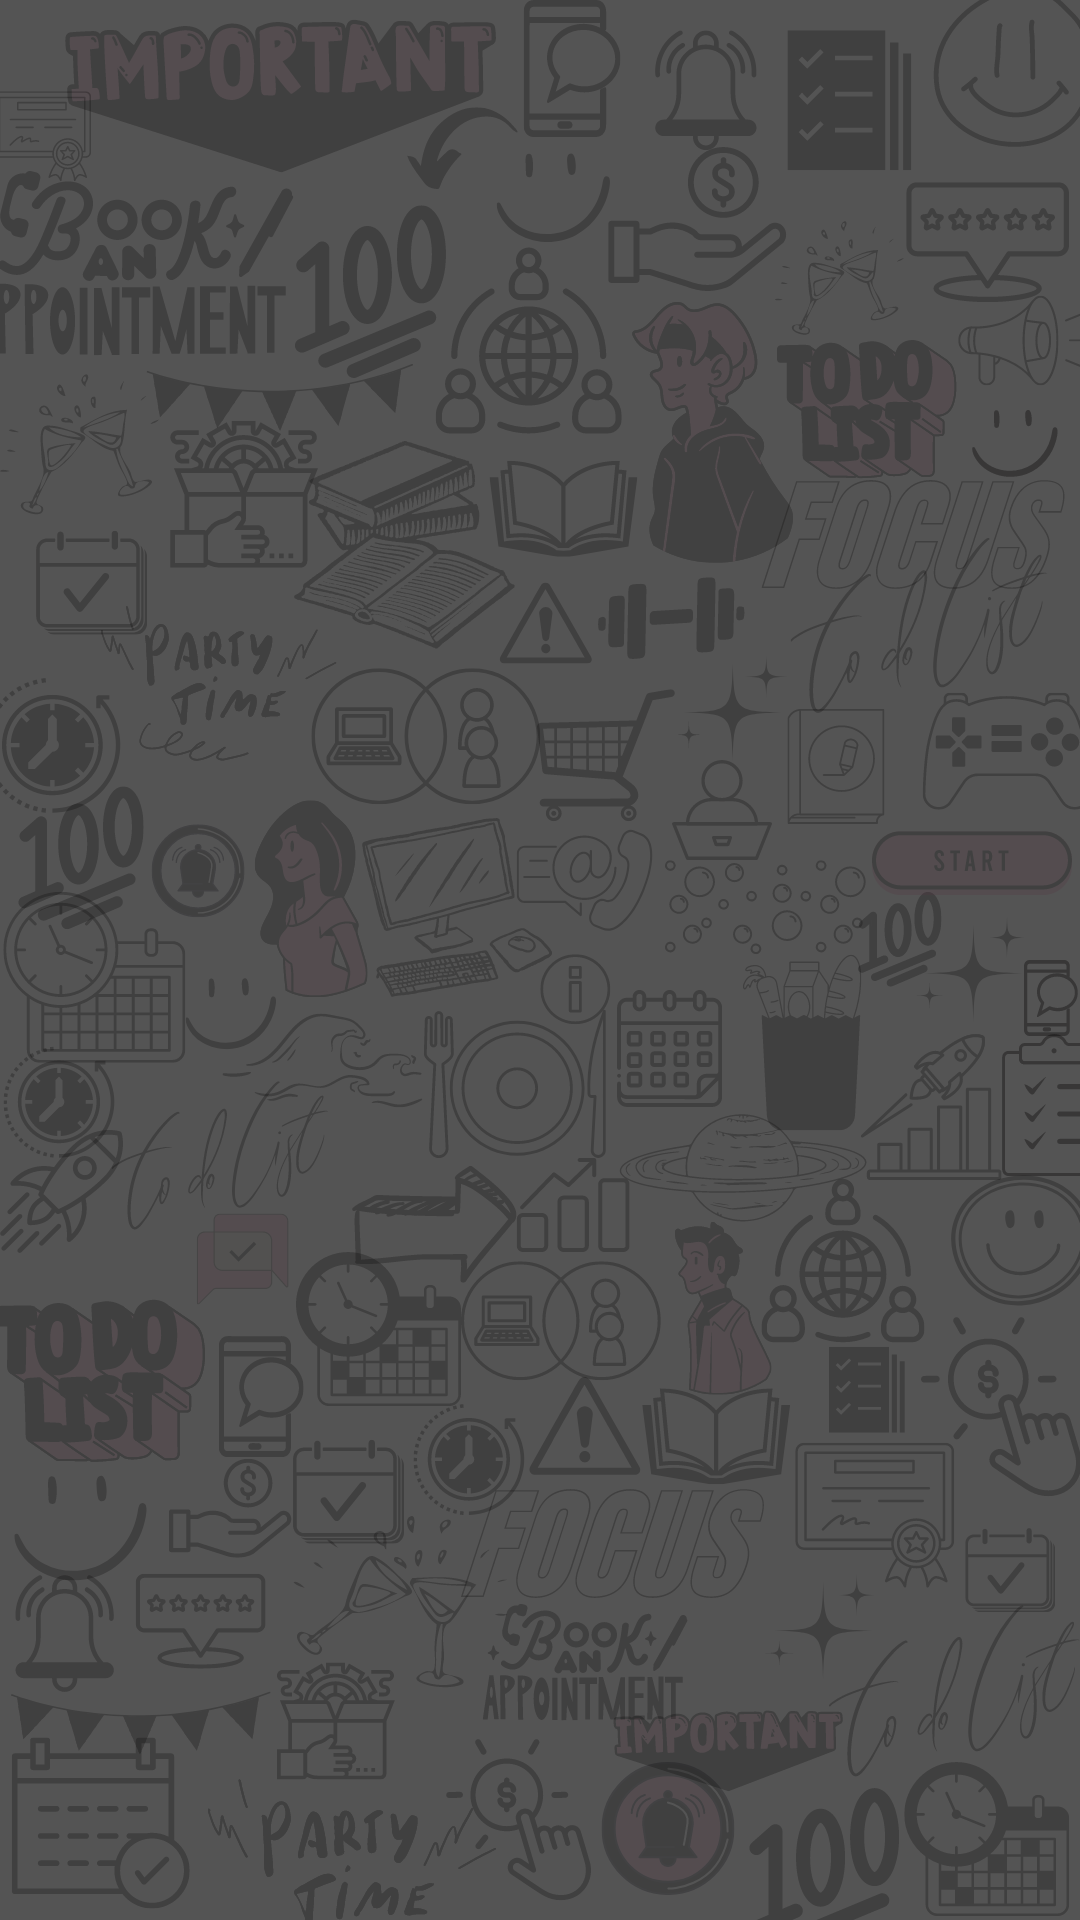 IMPORTANT
BOOK
AN
PPOINTMENT
100
$
TO DO
LIST
FOCUS
To do list
PARTY
TIME
START
100
@
100
i
To do list
TO DO
LIST
$
$
FOCUS
BOOK
AN
APPOINTMENT
To do list
IMPORTANT
$
PARTY
TIME
100